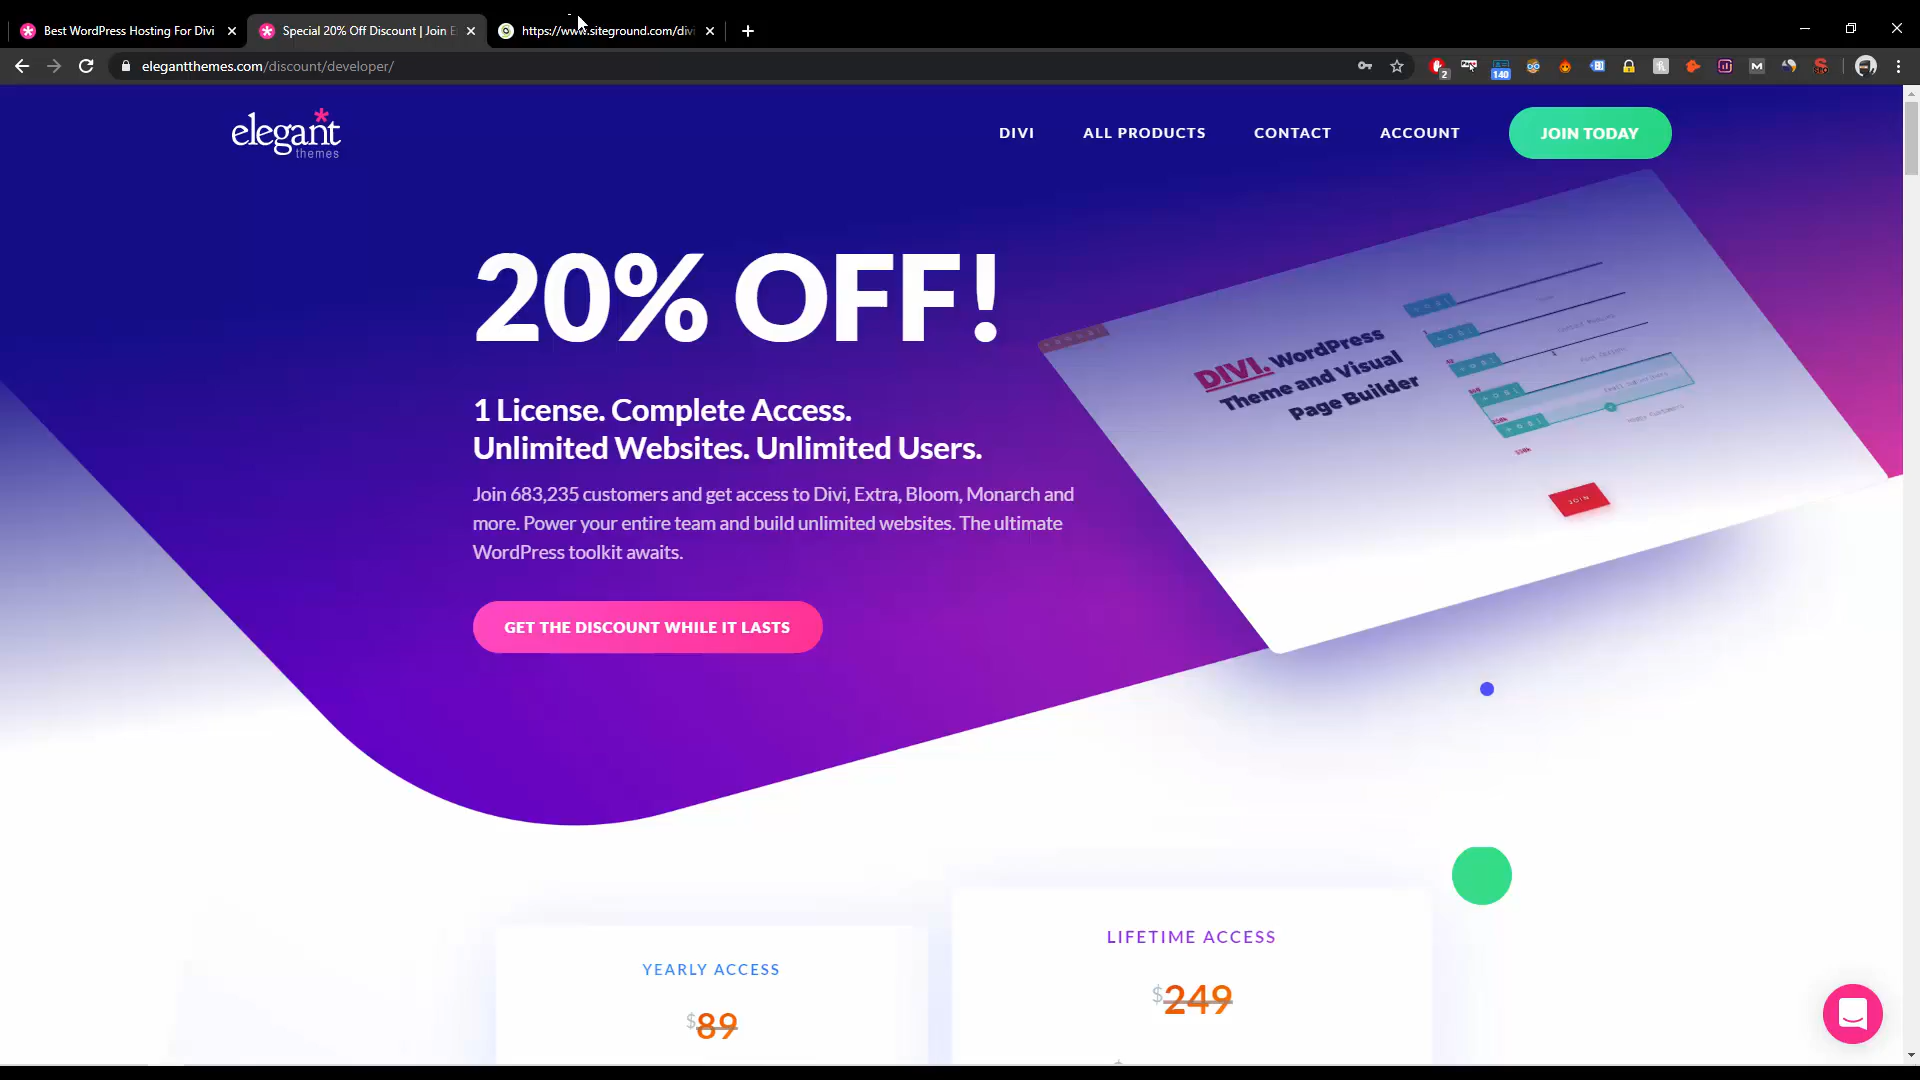 Best WordPress Hosting For Divi
Special 20% Off Discount | Join E
https://www.siteground.com/divi
elegantthemes.com/discount/developer/
2
140
elegant
themes
DIVI
ALL PRODUCTS
CONTACT
ACCOUNT
JOIN TODAY
20% OFF!
1 License. Complete Access.
Unlimited Websites. Unlimited Users.
Join 683,235 customers and get access to Divi, Extra, Bloom, Monarch and
more. Power your entire team and build unlimited websites. The ultimate
WordPress toolkit awaits.
GET THE DISCOUNT WHILE IT LASTS
DIVI. WordPress
Theme and Visual
Page Builder
JOIN
YEARLY ACCESS
$89
LIFETIME ACCESS
$249